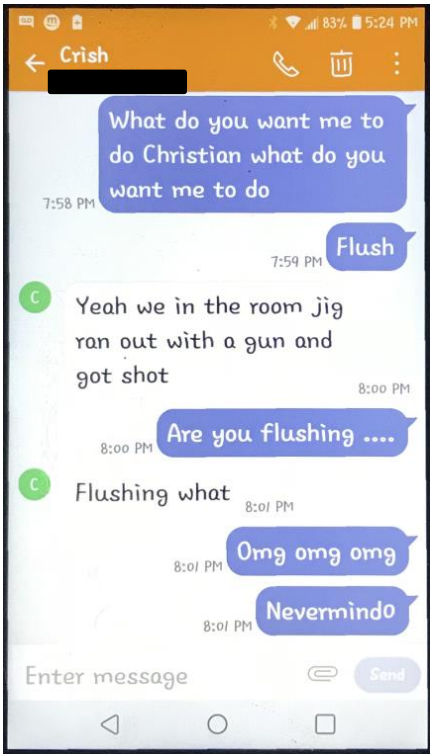 83% 5:24 PM
Crish
What do you want me to
do Christian what do you
want me to do
7:58 PM
Flush
7:59 PM
C
Yeah we in the room jig
ran out with a gun and
got shot
8:00 PM
Are you flushing ....
8:00 PM
C
Flushing what
8:01 PM
Omg omg omg
8:01 PM
Nevermindo
8:01 PM
Enter message
Send